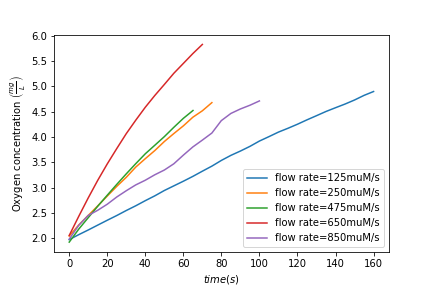 6.0
5.5
5.0
4.5
4.0
3.5
3.0
2.5
2.0
Oxygen concentration (mg/L)
0 20 40 60 80 100 120 140 160
time(s)
flow rate=125muM/s
flow rate=250muM/s
flow rate=475muM/s
flow rate=650muM/s
flow rate=850muM/s